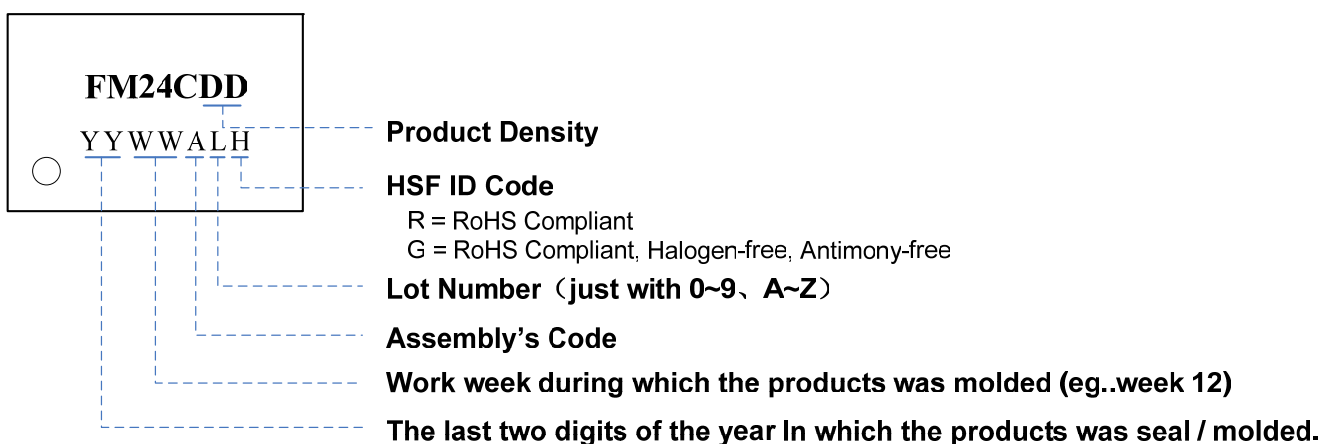 FM24CDD
YYWWALH
Product Density
HSF ID Code
R = RoHS Compliant
G = RoHS Compliant, Halogen-free, Antimony-free
Lot Number（just with 0~9、A~Z）
Assembly's Code
Work week during which the products was molded (eg..week 12)
The last two digits of the year In which the products was seal / molded.